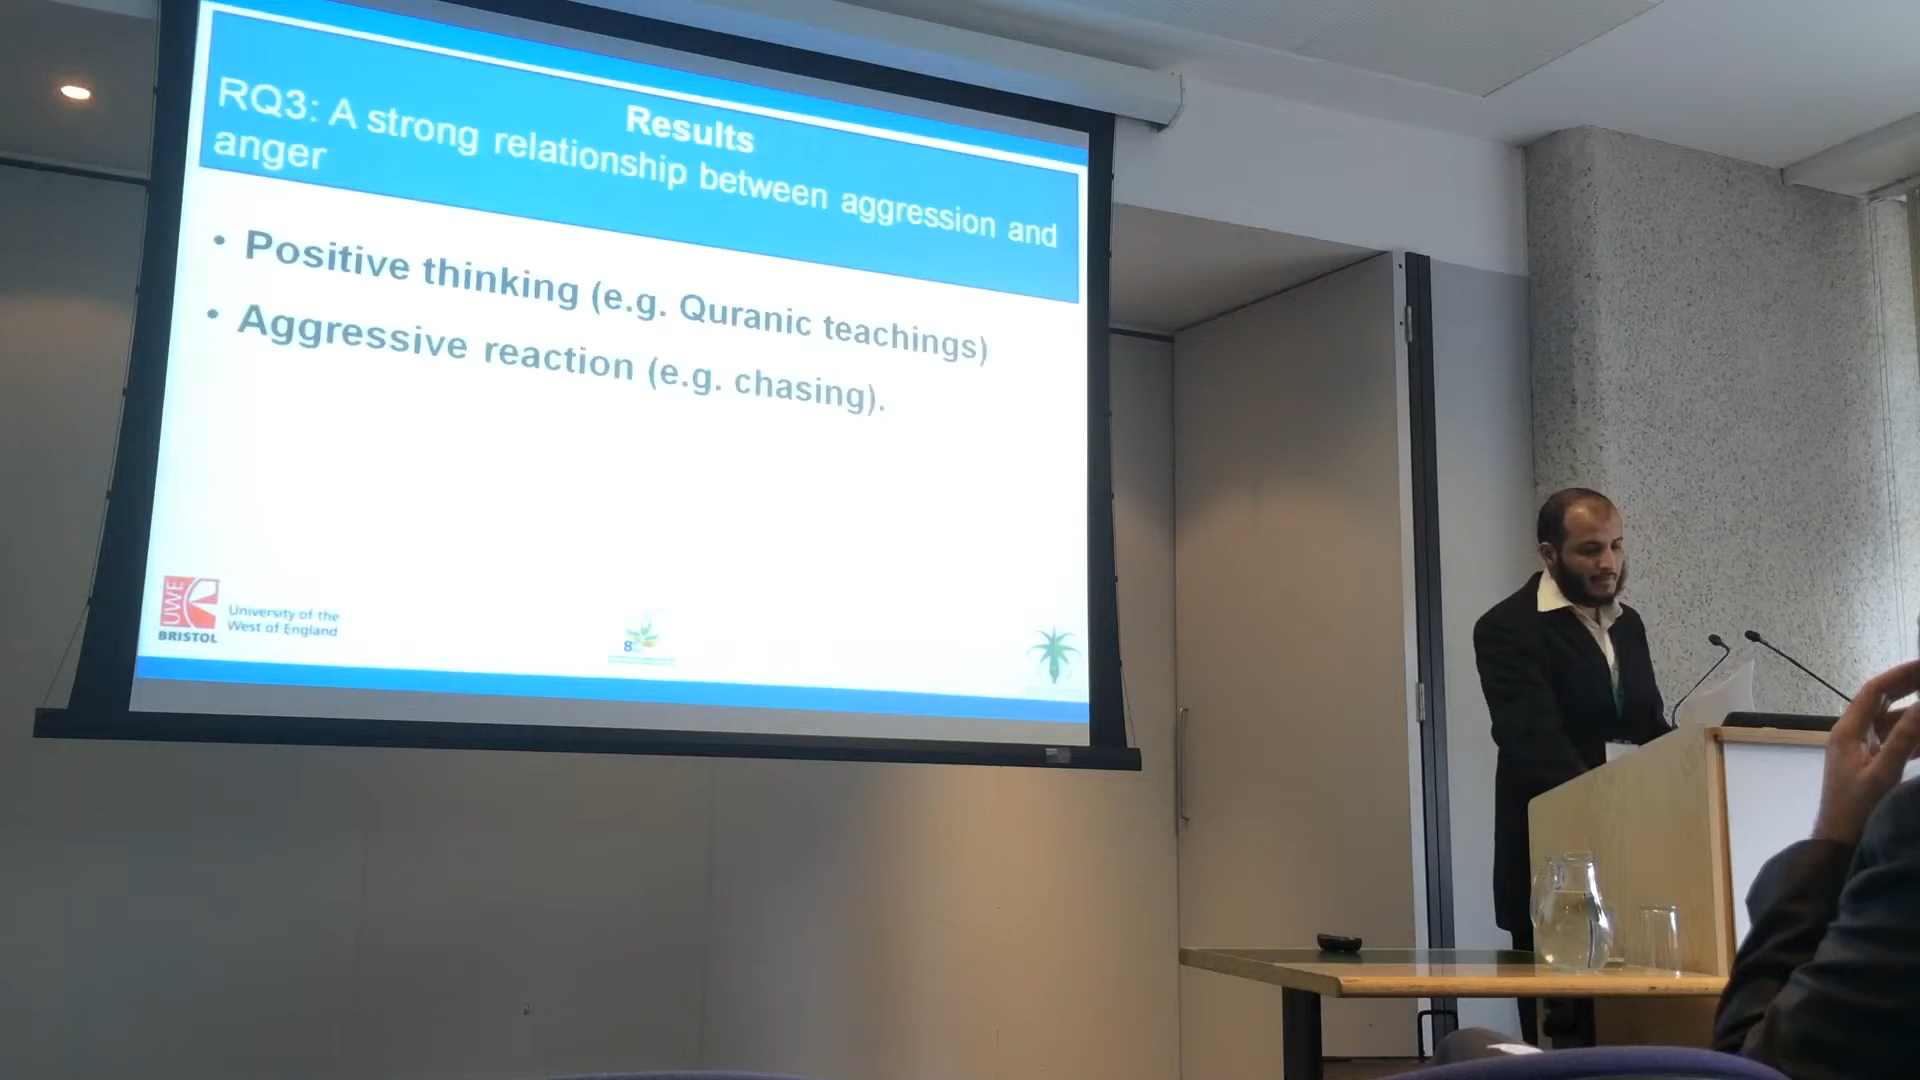 Results
RQ3: A strong relationship between aggression and
anger
• Positive thinking (e.g. Quranic teachings)
• Aggressive reaction (e.g. chasing).
UWE
BRISTOL
University of the
West of England
8